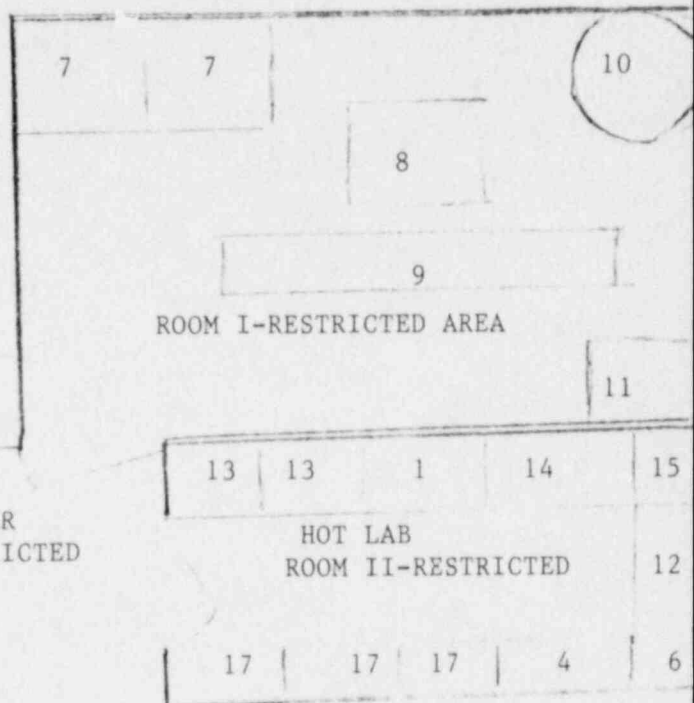 7 7 10
8
9
ROOM I-RESTRICTED AREA
11
13 13 1 14 15
R
ICTED
HOT LAB
ROOM II-RESTRICTED
12
17 17 17 4 6